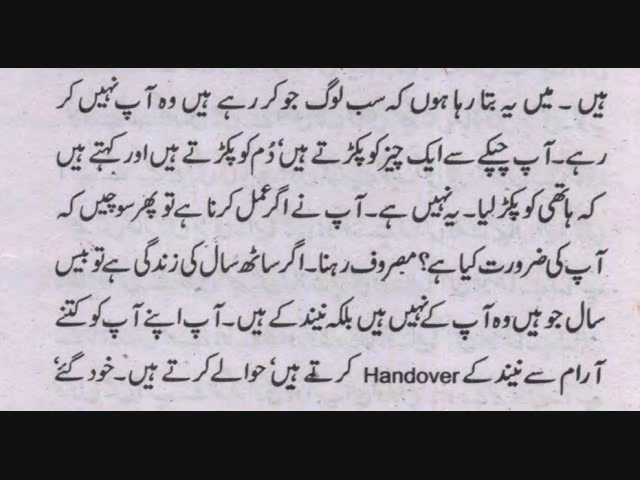 ہیں ۔ میں یہ بتا رہا ہوں کہ سب لوگ جو کر رہے ہیں وہ آپ نہیں کر
رہے۔ آپ چپکے سے ایک چیز کو پکڑتے ہیں‘ دُم کو پکڑتے ہیں اور کہتے ہیں
کہ ہاتھی کو پکڑ لیا۔ یہ نہیں ہے۔ آپ نے اگر عمل کرنا ہے تو پھر سوچیں کہ
آپ کی ضرورت کیا ہے؟ مصروف رہنا۔ اگر ساٹھ سال کی زندگی ہے تو بیس
سال جو ہیں وہ آپ کے نہیں ہیں بلکہ نیند کے ہیں۔ آپ اپنے آپ کو کتنے
آرام سے نیند کے Handover کرتے ہیں‘ حوالے کرتے ہیں۔ خود گئے‘